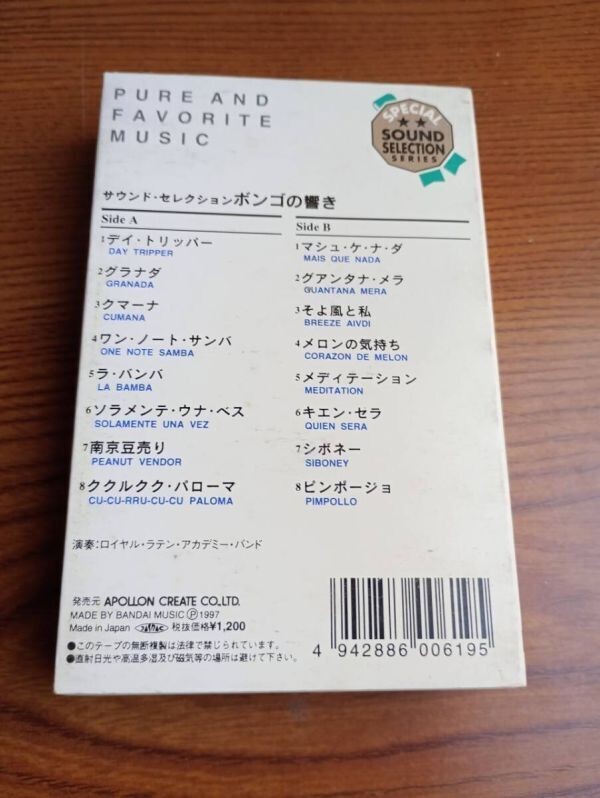 PURE AND
FAVORITE
MUSIC
SPECIAL
★★
SOUND
SELECTION
SERIES
サウンド・セレクションボンゴの響き
Side A
1デイ・トリッパー
DAY TRIPPER
2グラナダ
GRANADA
3クマーナ
CUMANA
4ワン・ノート・サンバ
ONE NOTE SAMBA
5ラ・バンバ
LA BAMBA
6ソラメンテ・ウナ・ベス
SOLAMENTE UNA VEZ
7南京豆売り
PEANUT VENDOR
8ククルクク・パローマ
CU-CU-RRU-CU-CU PALOMA
Side B
1マシュ・ケ・ナ・ダ
MAIS QUE NADA
2グアンタナ・メラ
GUANTANA MERA
3そよ風と私
BREEZE AIVDI
4メロンの気持ち
CORAZON DE MELON
5メディテーション
MEDITATION
6キエン・セラ
QUIEN SERA
7シボネー
SIBONEY
8ピンポージョ
PIMPOLLO
演奏:ロイヤル・ラテン・アカデミー・バンド
発売元 APOLLON CREATE CO.,LTD.
MADE BY BANDAI MUSIC Ⓟ1997
Made in Japan 税抜価格¥1,200
●このテープの無断複製は法律で禁じられています。
●直射日光や高温多湿及び磁気等の場所は避けて下さい。
4 942886 006195